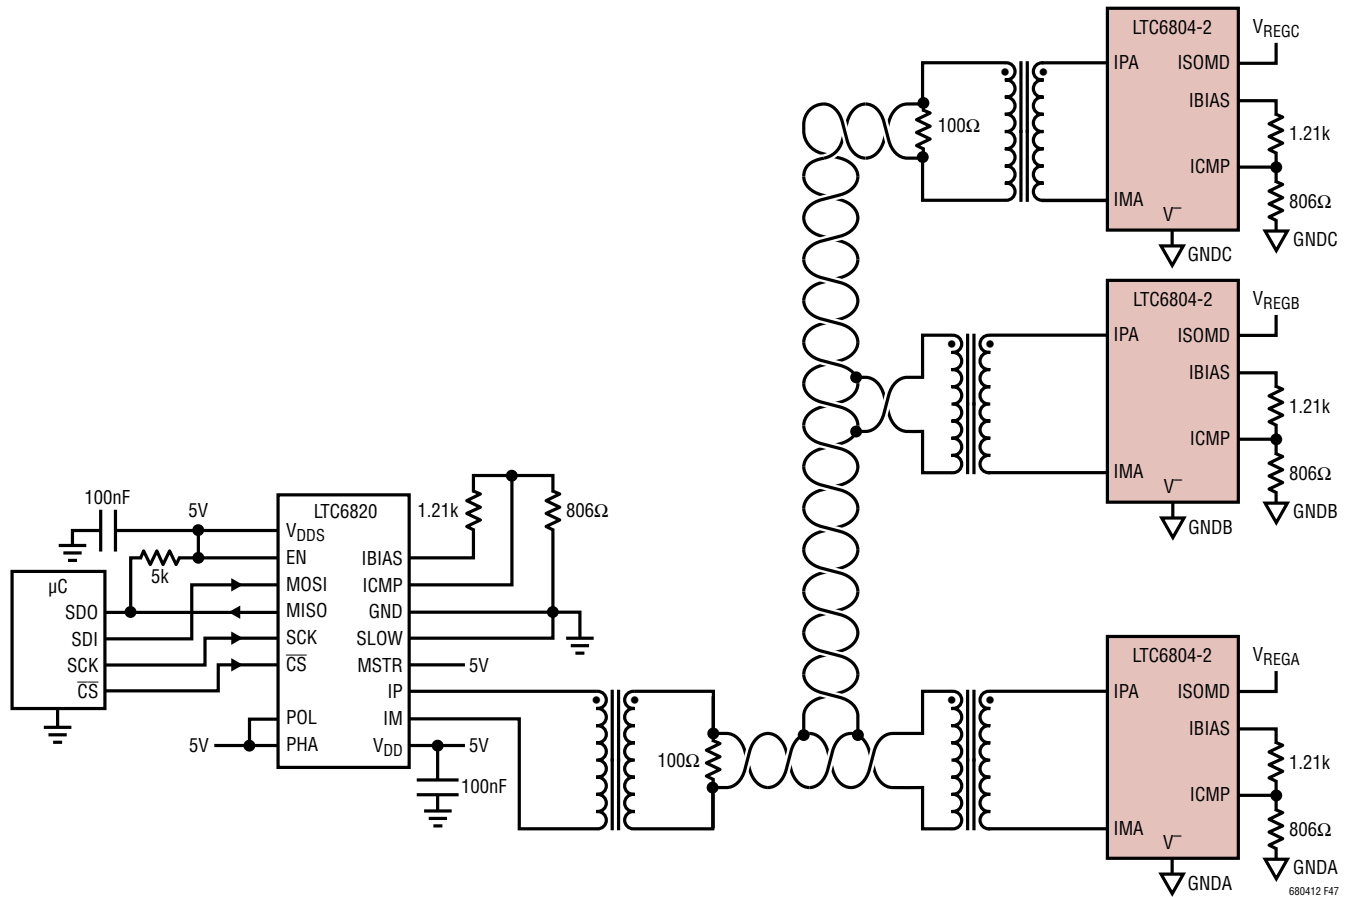 LTC6804-2
VREGC
IPA
ISOMD
IBIAS
100Ω
1.21k
ICMP
IMA
806Ω
V–
GNDC
GNDC
LTC6804-2
VREGB
IPA
ISOMD
IBIAS
1.21k
ICMP
IMA
806Ω
V–
GNDB
GNDB
100nF
5V
LTC6820
1.21k
806Ω
VDDS
EN
IBIAS
5k
µC
MOSI
ICMP
SDO
MISO
GND
SDI
SCK
SLOW
SCK
CS
MSTR
5V
CS
IP
POL
IM
5V
PHA
VDD
5V
100nF
100Ω
LTC6804-2
VREGA
IPA
ISOMD
IBIAS
1.21k
ICMP
IMA
806Ω
V–
GNDA
GNDA
680412 F47